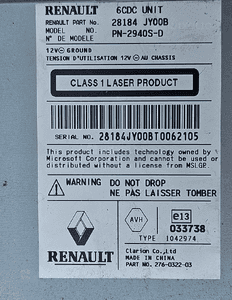 RENAULT 6CDC UNIT
RENAULT PART No. 28184 JY00B
MODEL NO. PN-2940S-D
N° DE MODELE
12V⎓ GROUND
TENSION D'UTILISATION 12V⎓ AU CHASSIS
CLASS 1 LASER PRODUCT
SERIAL NO. 28184JY00BT0062105
This product includes technology owned by
Microsoft Corporation and cannot be used
or distributed without a license from MSLGP.
WARNING DO NOT DROP
NE PAS LAISSER TOMBER
AVH
e13
033738
TYPE 1042974
RENAULT
Clarion Co.,Ltd
MADE IN CHINA
PART NO. 276-0322-03